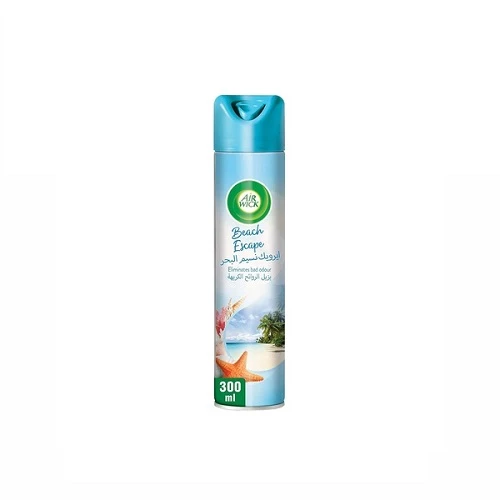 AIR
WICK
Beach
Escape
ايرويك نسيم البحر
Eliminates bad odour
يزيل الروائح الكريهة
300
ml